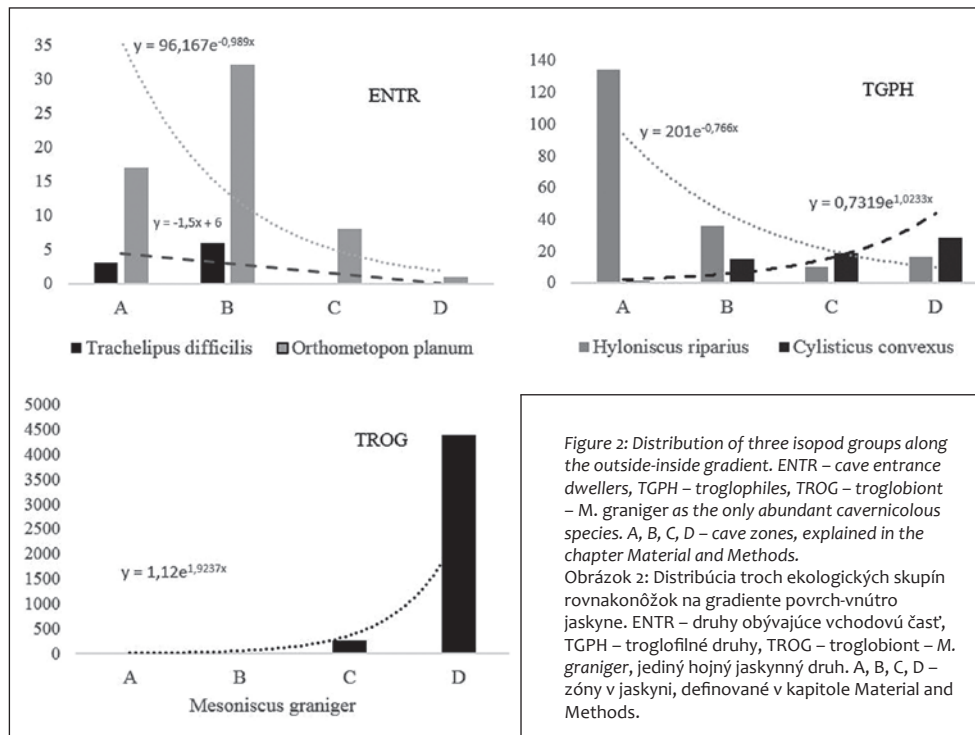 ENTR
35
30
25
20
15
10
5
0
y = 96,167e-0,989x
y = -1,5x + 6
A B C D
Trachelipus difficilis Orthometopon planum
TGPH
140
120
100
80
60
40
20
0
y = 201e-0,766x
y = 0,7319e1,0233x
A B C D
Hyloniscus riparius Cylisticus convexus
TROG
5000
4500
4000
3500
3000
2500
2000
1500
1000
500
0
y = 1,12e1,9237x
A B C D
Mesoniscus graniger
Figure 2: Distribution of three isopod groups along
the outside-inside gradient. ENTR – cave entrance
dwellers, TGPH – troglophiles, TROG – troglobiont
– M. graniger as the only abundant cavernicolous
species. A, B, C, D – cave zones, explained in the
chapter Material and Methods.
Obrázok 2: Distribúcia troch ekologických skupín
rovnakonôžok na gradiente povrch-vnútro
jaskyne. ENTR – druhy obývajúce vchodovú časť,
TGPH – troglofilné druhy, TROG – troglobiont – M.
graniger, jediný hojný jaskynný druh. A, B, C, D –
zóny v jaskyni, definované v kapitole Material and
Methods.